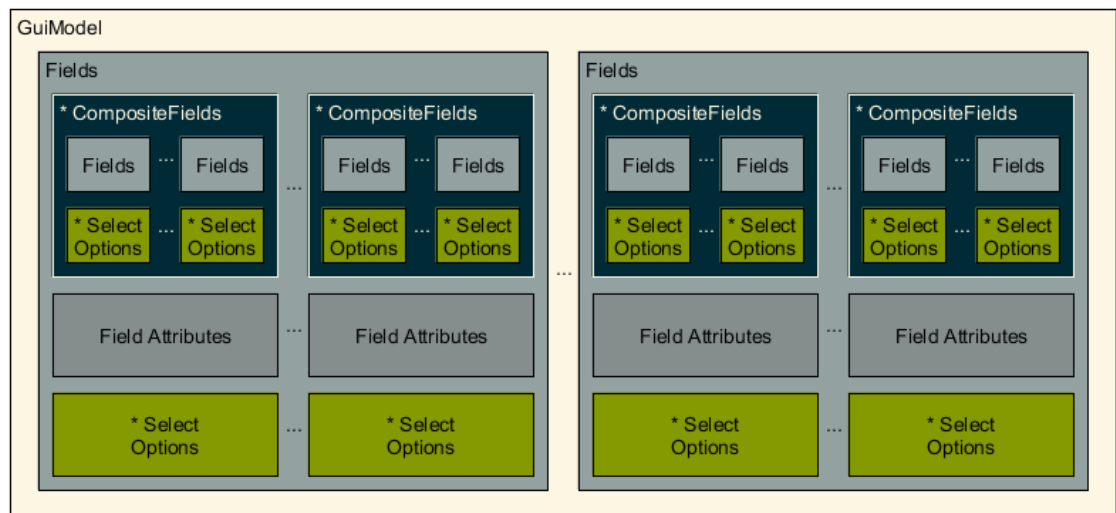 GuiModel
Fields
Fields
* CompositeFields
* CompositeFields
* CompositeFields
* CompositeFields
Fields
...
Fields
...
Fields
...
Fields
Fields
...
Fields
...
Fields
...
Fields
* Select
Options
...
* Select
Options
* Select
Options
...
* Select
Options
...
* Select
Options
...
* Select
Options
* Select
Options
...
* Select
Options
Field Attributes
...
Field Attributes
Field Attributes
...
Field Attributes
* Select
Options
...
* Select
Options
* Select
Options
...
* Select
Options